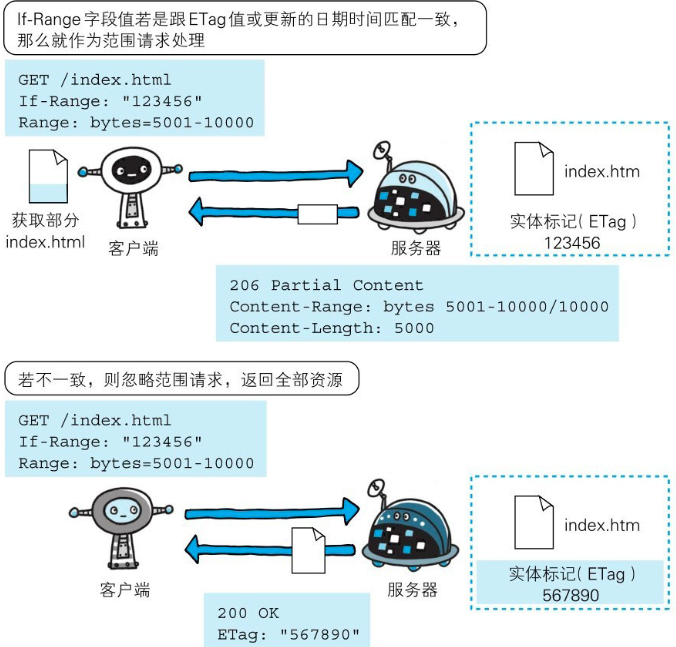 If-Range 字段值若是跟ETag 值或更新的日期时间匹配一致，
那么就作为范围请求处理
GET /index.html
If-Range: "123456"
Range: bytes=5001-10000
获取部分
index.html
客户端
服务器
index.htm
实体标记( ETag )
123456
206 Partial Content
Content-Range: bytes 5001-10000/10000
Content-Length: 5000
若不一致，则忽略范围请求，返回全部资源
GET /index.html
If-Range: "123456"
Range: bytes=5001-10000
客户端
服务器
index.htm
实体标记( ETag )
567890
200 OK
ETag: "567890"